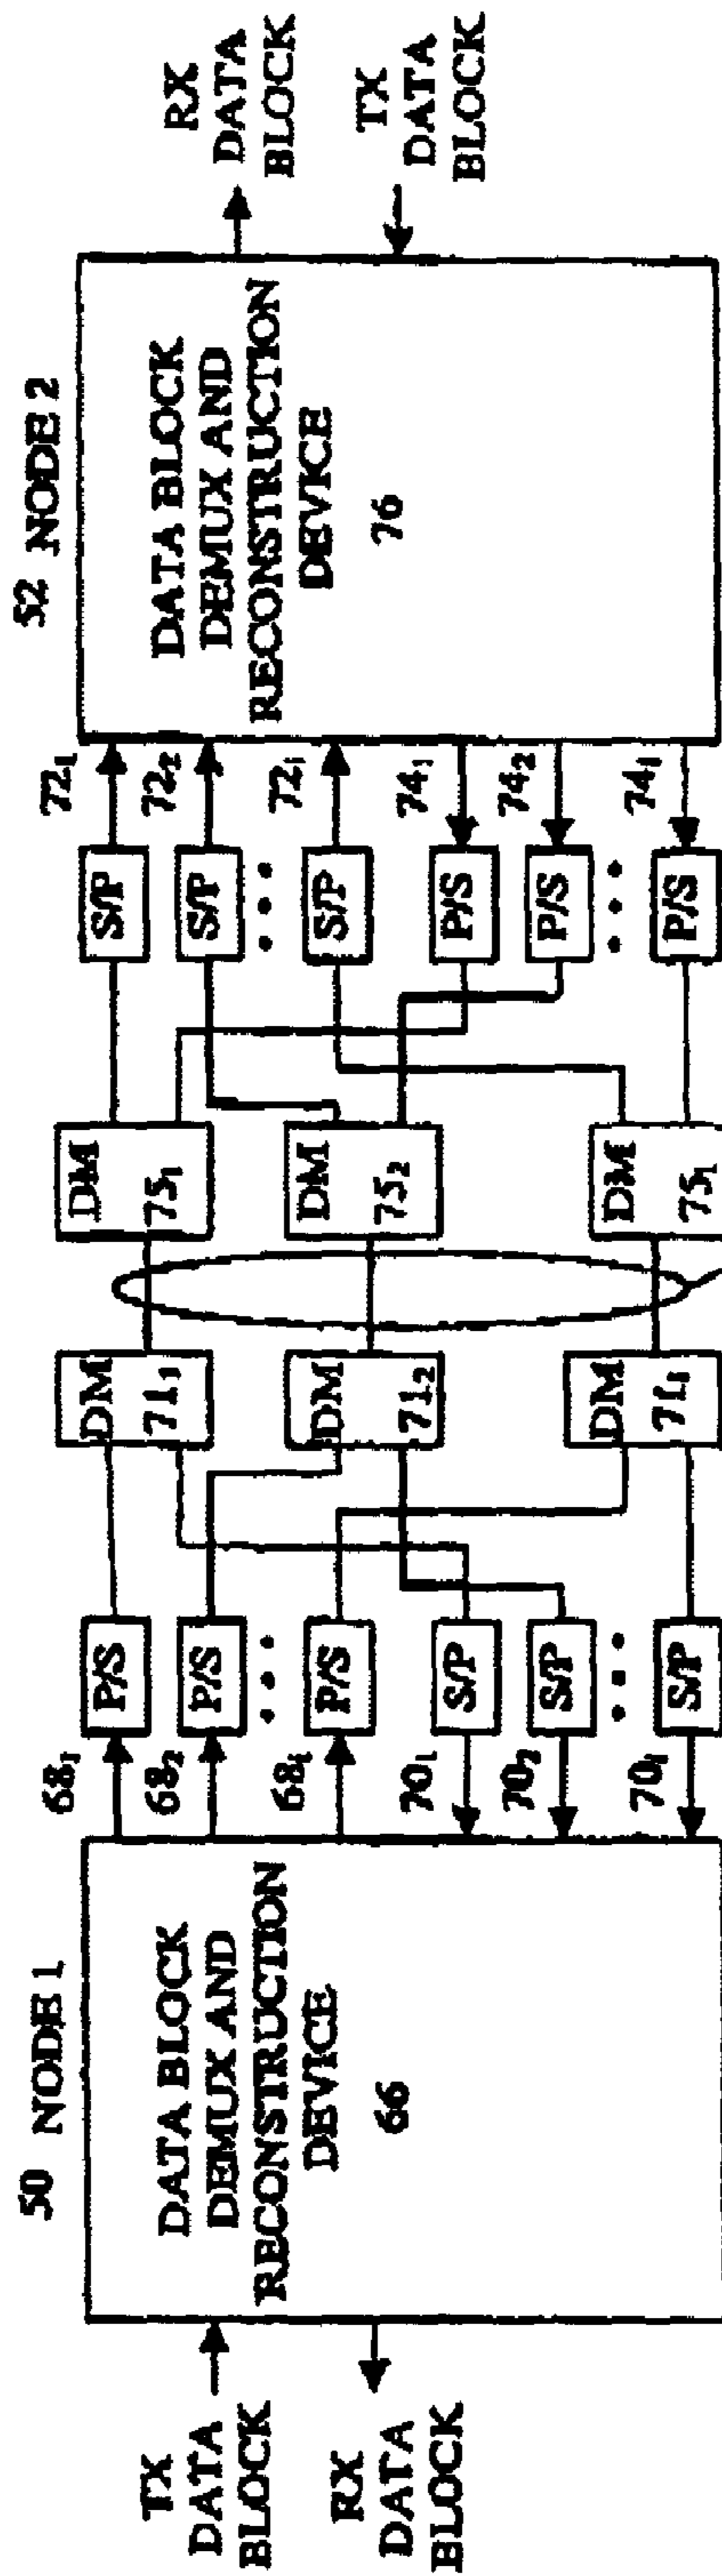 50 NODE 1
52 NODE 2
TX
DATA
BLOCK
RX
DATA
BLOCK
DATA BLOCK
DEMUX AND
RECONSTRUCTION
DEVICE
66
68₁
P/S
68₂
P/S
68ᵢ
P/S
70₁
S/P
70₂
S/P
70ᵢ
S/P
DM
71₁
DM
71₂
DM
71ᵢ
DM
75₁
DM
75₂
DM
75ᵢ
72₁
S/P
72₂
S/P
72ᵢ
S/P
74₁
P/S
74₂
P/S
74ᵢ
P/S
DATA BLOCK
DEMUX AND
RECONSTRUCTION
DEVICE
76
RX
DATA
BLOCK
TX
DATA
BLOCK